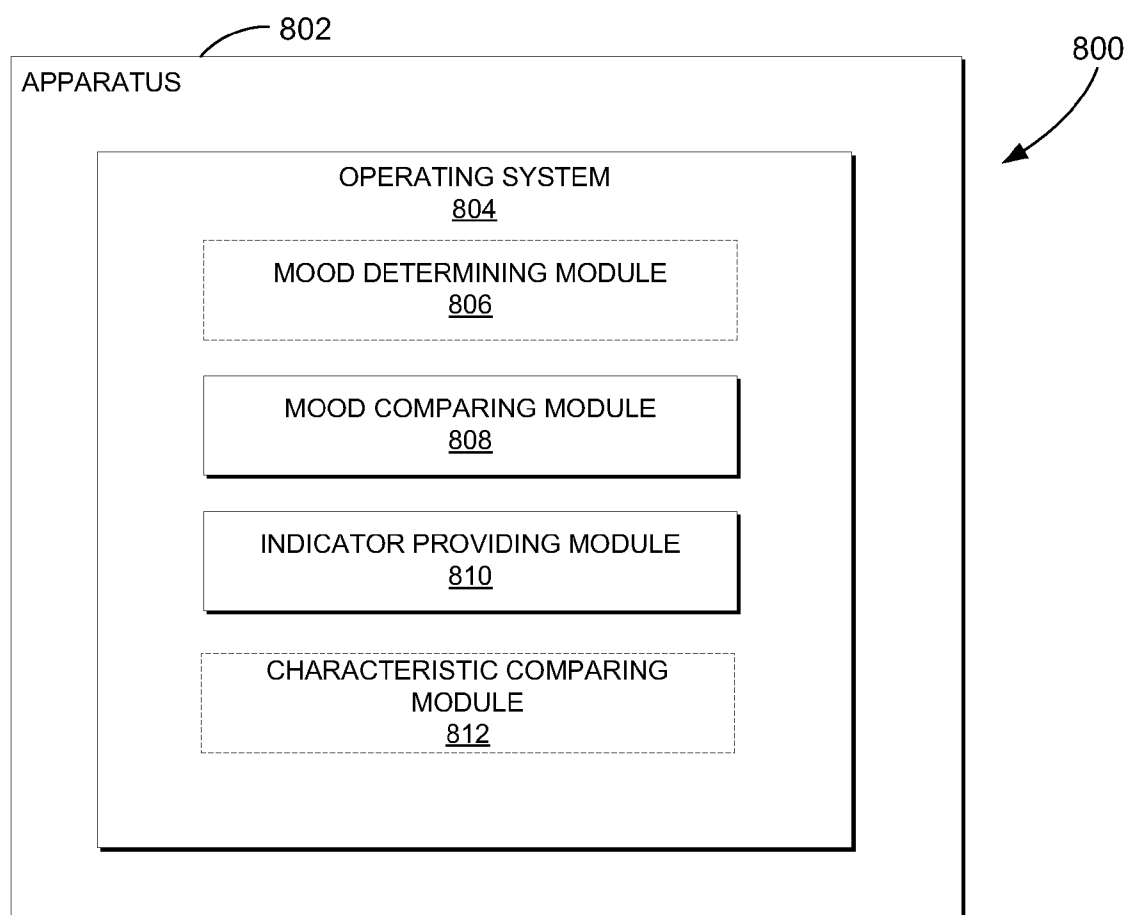 802
800
APPARATUS
OPERATING SYSTEM
804
MOOD DETERMINING MODULE
806
MOOD COMPARING MODULE
808
INDICATOR PROVIDING MODULE
810
CHARACTERISTIC COMPARING
MODULE
812